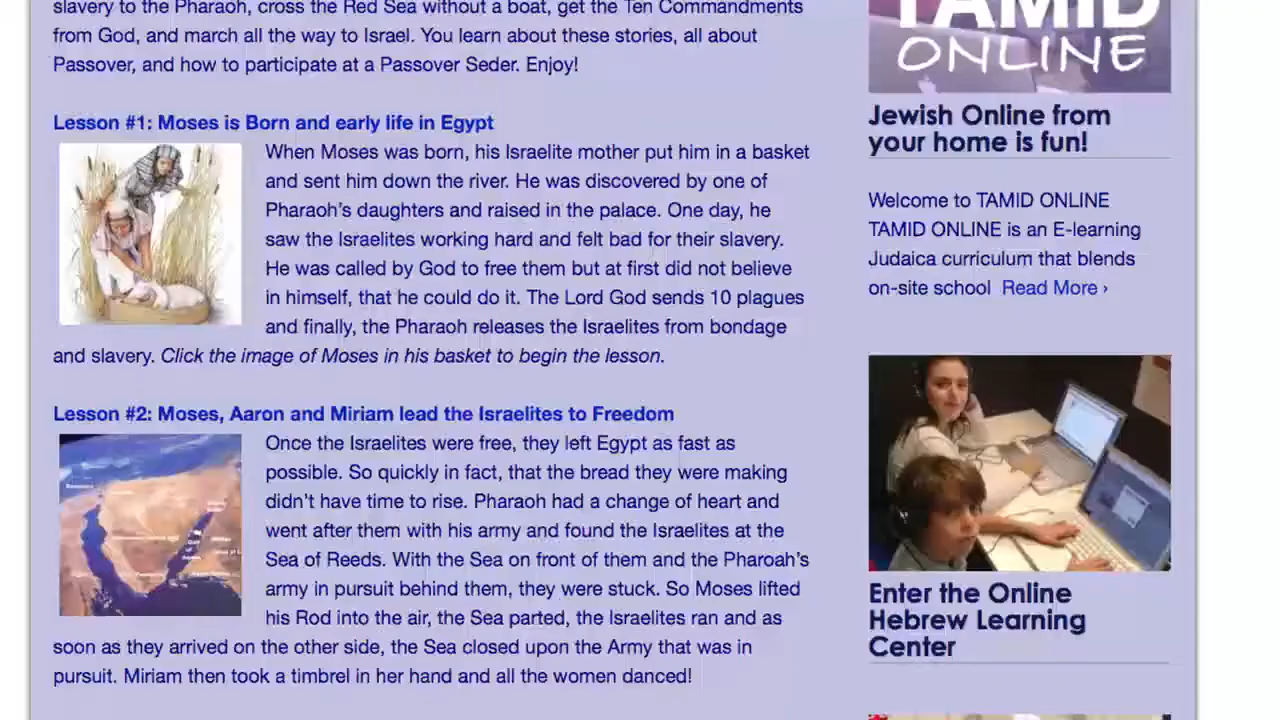 slavery to the Pharaoh, cross the Red Sea without a boat, get the Ten Commandments
from God, and march all the way to Israel. You learn about these stories, all about
Passover, and how to participate at a Passover Seder. Enjoy!
Lesson #1: Moses is Born and early life in Egypt
When Moses was born, his Israelite mother put him in a basket
and sent him down the river. He was discovered by one of
Pharaoh's daughters and raised in the palace. One day, he
saw the Israelites working hard and felt bad for their slavery.
He was called by God to free them but at first did not believe
in himself, that he could do it. The Lord God sends 10 plagues
and finally, the Pharaoh releases the Israelites from bondage
and slavery. Click the image of Moses in his basket to begin the lesson.
Lesson #2: Moses, Aaron and Miriam lead the Israelites to Freedom
Once the Israelites were free, they left Egypt as fast as
possible. So quickly in fact, that the bread they were making
didn't have time to rise. Pharaoh had a change of heart and
went after them with his army and found the Israelites at the
Sea of Reeds. With the Sea on front of them and the Pharoah's
army in pursuit behind them, they were stuck. So Moses lifted
his Rod into the air, the Sea parted, the Israelites ran and as
soon as they arrived on the other side, the Sea closed upon the Army that was in
pursuit. Miriam then took a timbrel in her hand and all the women danced!
TAMID
ONLINE
Jewish Online from
your home is fun!
Welcome to TAMID ONLINE
TAMID ONLINE is an E-learning
Judaica curriculum that blends
on-site school Read More ›
Enter the Online
Hebrew Learning
Center